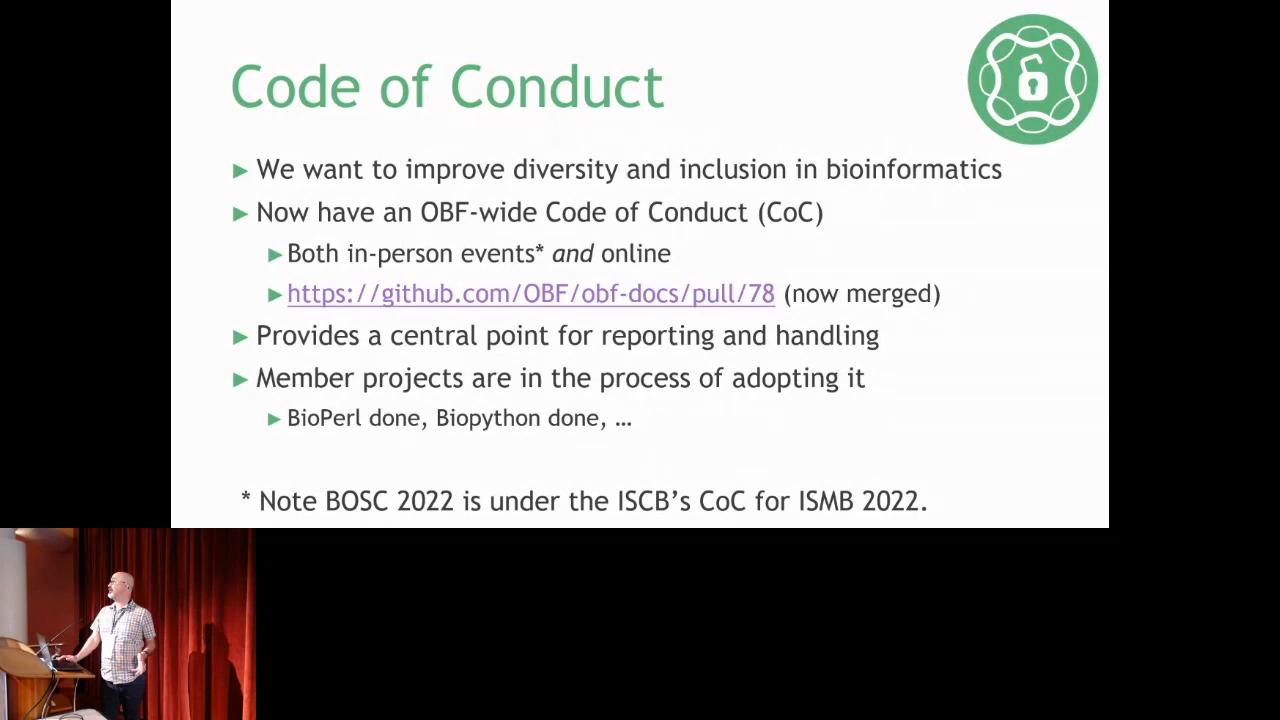 Code of Conduct
We want to improve diversity and inclusion in bioinformatics
Now have an OBF-wide Code of Conduct (CoC)
Both in-person events* and online
https://github.com/OBF/obf-docs/pull/78 (now merged)
Provides a central point for reporting and handling
Member projects are in the process of adopting it
BioPerl done, Biopython done, …
* Note BOSC 2022 is under the ISCB’s CoC for ISMB 2022.